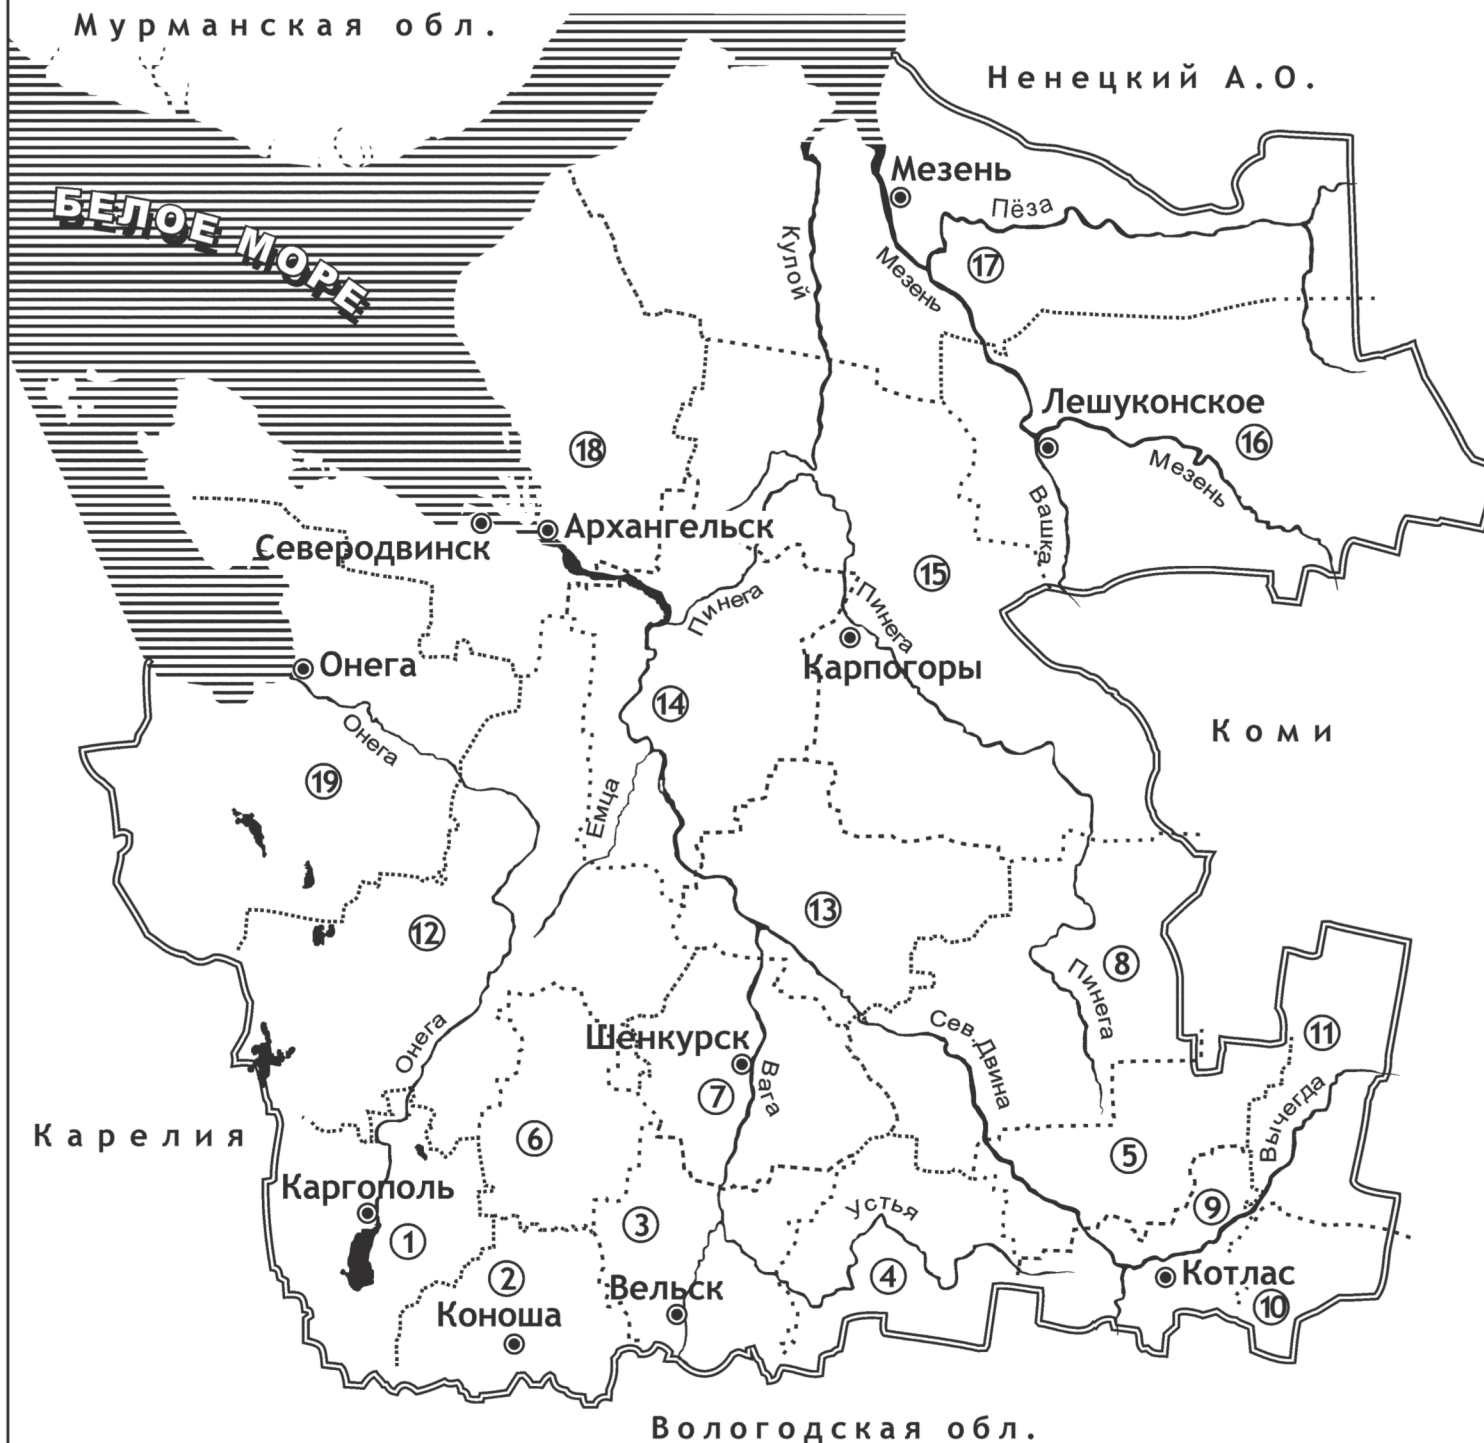 Мурманская обл.
Ненецкий А.О.
БЕЛОЕ МОРЕ
Мезень
Пёза
Кулой
Мезень
17
Лешуконское
16
Мезень
18
Вашка
Северодвинск
Архангельск
15
Пинега
Пинега
Онега
Карпогоры
14
Онега
Коми
19
Емца
12
13
8
Пинега
Онега
Сев.Двина
11
Шенкурск
7
Вага
Карелия
6
5
Вычегда
Каргополь
9
Устья
3
1
2
4
Вельск
Котлас
10
Коноша
Вологодская обл.